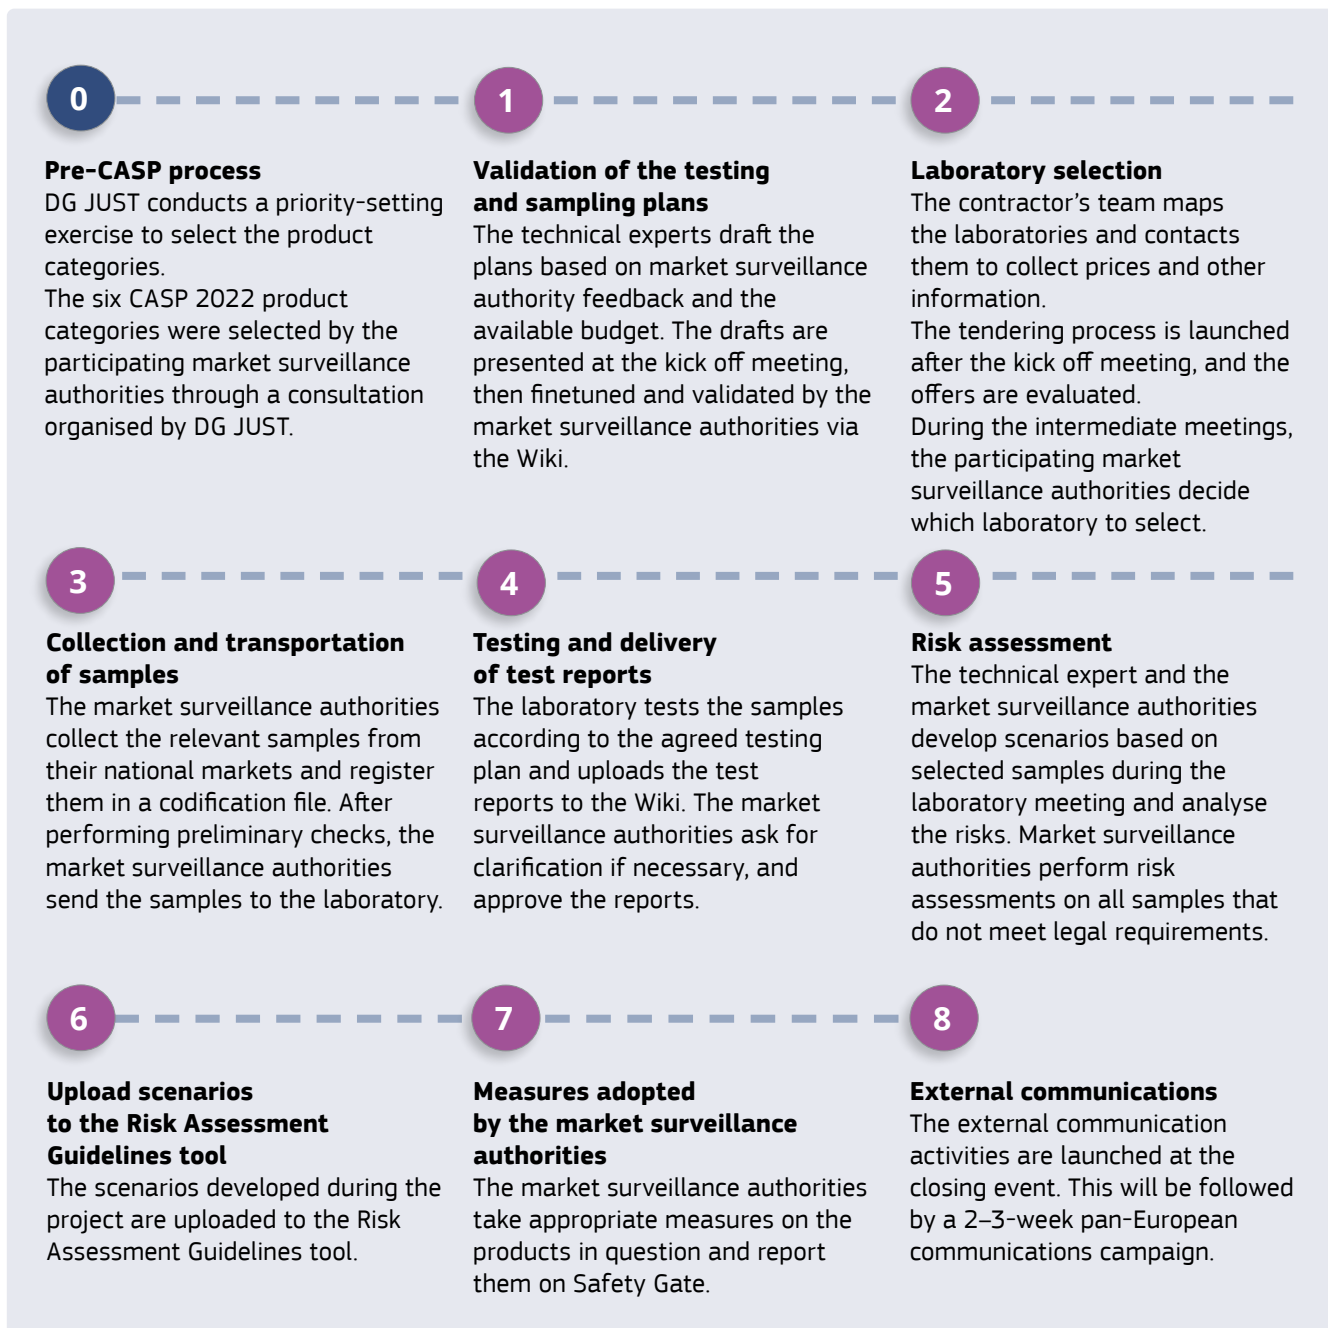 0
Pre-CASP process
DG JUST conducts a priority-setting
exercise to select the product
categories.
The six CASP 2022 product
categories were selected by the
participating market surveillance
authorities through a consultation
organised by DG JUST.
1
Validation of the testing
and sampling plans
The technical experts draft the
plans based on market surveillance
authority feedback and the
available budget. The drafts are
presented at the kick off meeting,
then finetuned and validated by the
market surveillance authorities via
the Wiki.
2
Laboratory selection
The contractor’s team maps
the laboratories and contacts
them to collect prices and other
information.
The tendering process is launched
after the kick off meeting, and the
offers are evaluated.
During the intermediate meetings,
the participating market
surveillance authorities decide
which laboratory to select.
3
Collection and transportation
of samples
The market surveillance authorities
collect the relevant samples from
their national markets and register
them in a codification file. After
performing preliminary checks, the
market surveillance authorities
send the samples to the laboratory.
4
Testing and delivery
of test reports
The laboratory tests the samples
according to the agreed testing
plan and uploads the test
reports to the Wiki. The market
surveillance authorities ask for
clarification if necessary, and
approve the reports.
5
Risk assessment
The technical expert and the
market surveillance authorities
develop scenarios based on
selected samples during the
laboratory meeting and analyse
the risks. Market surveillance
authorities perform risk
assessments on all samples that
do not meet legal requirements.
6
Upload scenarios
to the Risk Assessment
Guidelines tool
The scenarios developed during the
project are uploaded to the Risk
Assessment Guidelines tool.
7
Measures adopted
by the market surveillance
authorities
The market surveillance authorities
take appropriate measures on the
products in question and report
them on Safety Gate.
8
External communications
The external communication
activities are launched at the
closing event. This will be followed
by a 2–3-week pan-European
communications campaign.